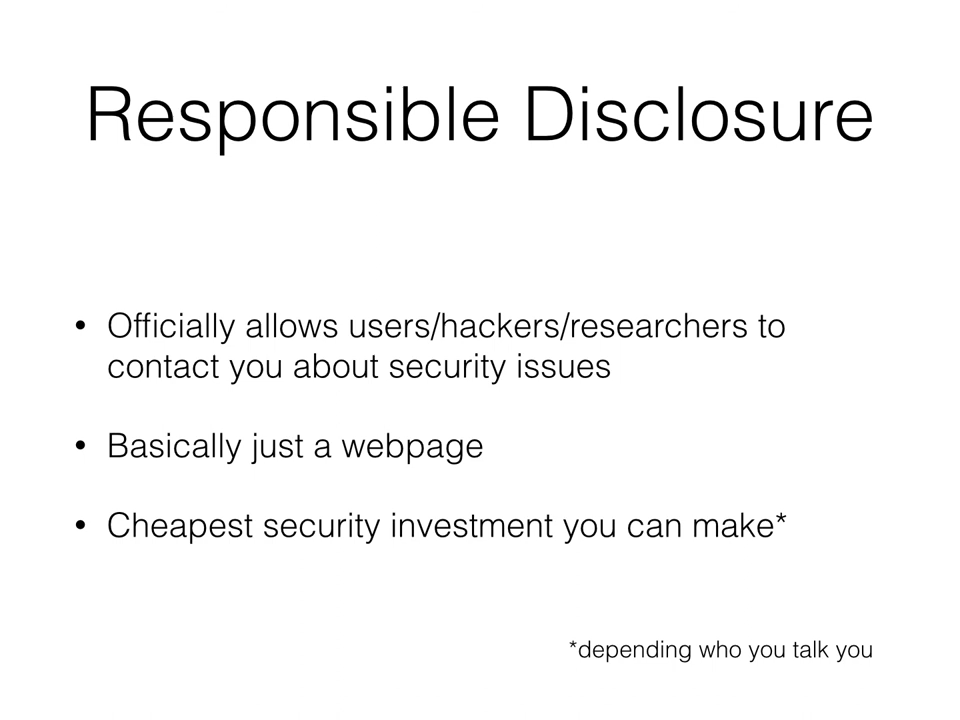 Responsible Disclosure
• Officially allows users/hackers/researchers to
contact you about security issues
• Basically just a webpage
• Cheapest security investment you can make*
*depending who you talk you